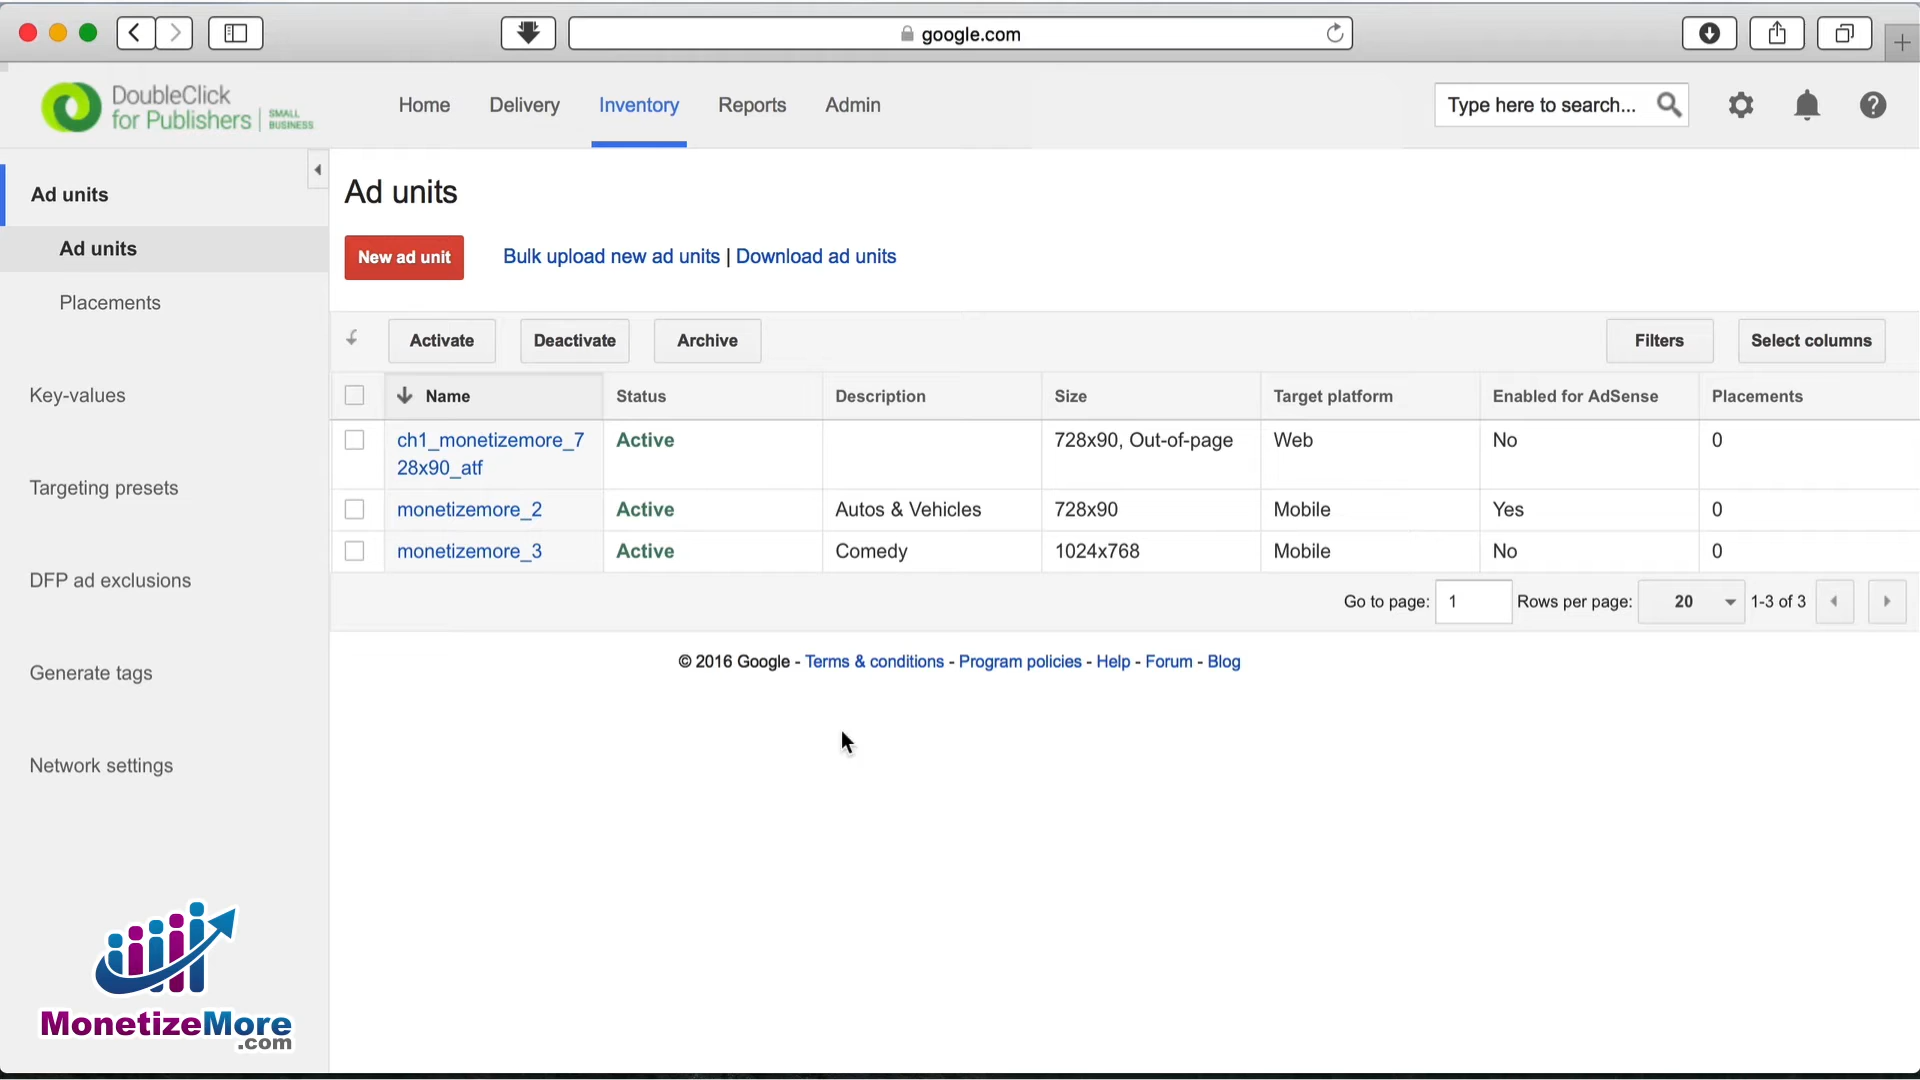 google.com
DoubleClick
for Publishers | SMALL BUSINESS
Home Delivery Inventory Reports Admin
Type here to search...
Ad units
Ad units
Placements
Key-values
Targeting presets
DFP ad exclusions
Generate tags
Network settings
Ad units
New ad unit Bulk upload new ad units | Download ad units
Activate Deactivate Archive Filters Select columns
Name Status Description Size Target platform Enabled for AdSense Placements
ch1_monetizemore_7 Active 728x90, Out-of-page Web No 0
28x90_atf
monetizemore_2 Active Autos & Vehicles 728x90 Mobile Yes 0
monetizemore_3 Active Comedy 1024x768 Mobile No 0
Go to page: 1 Rows per page: 20 1-3 of 3
© 2016 Google - Terms & conditions - Program policies - Help - Forum - Blog
MonetizeMore
.com